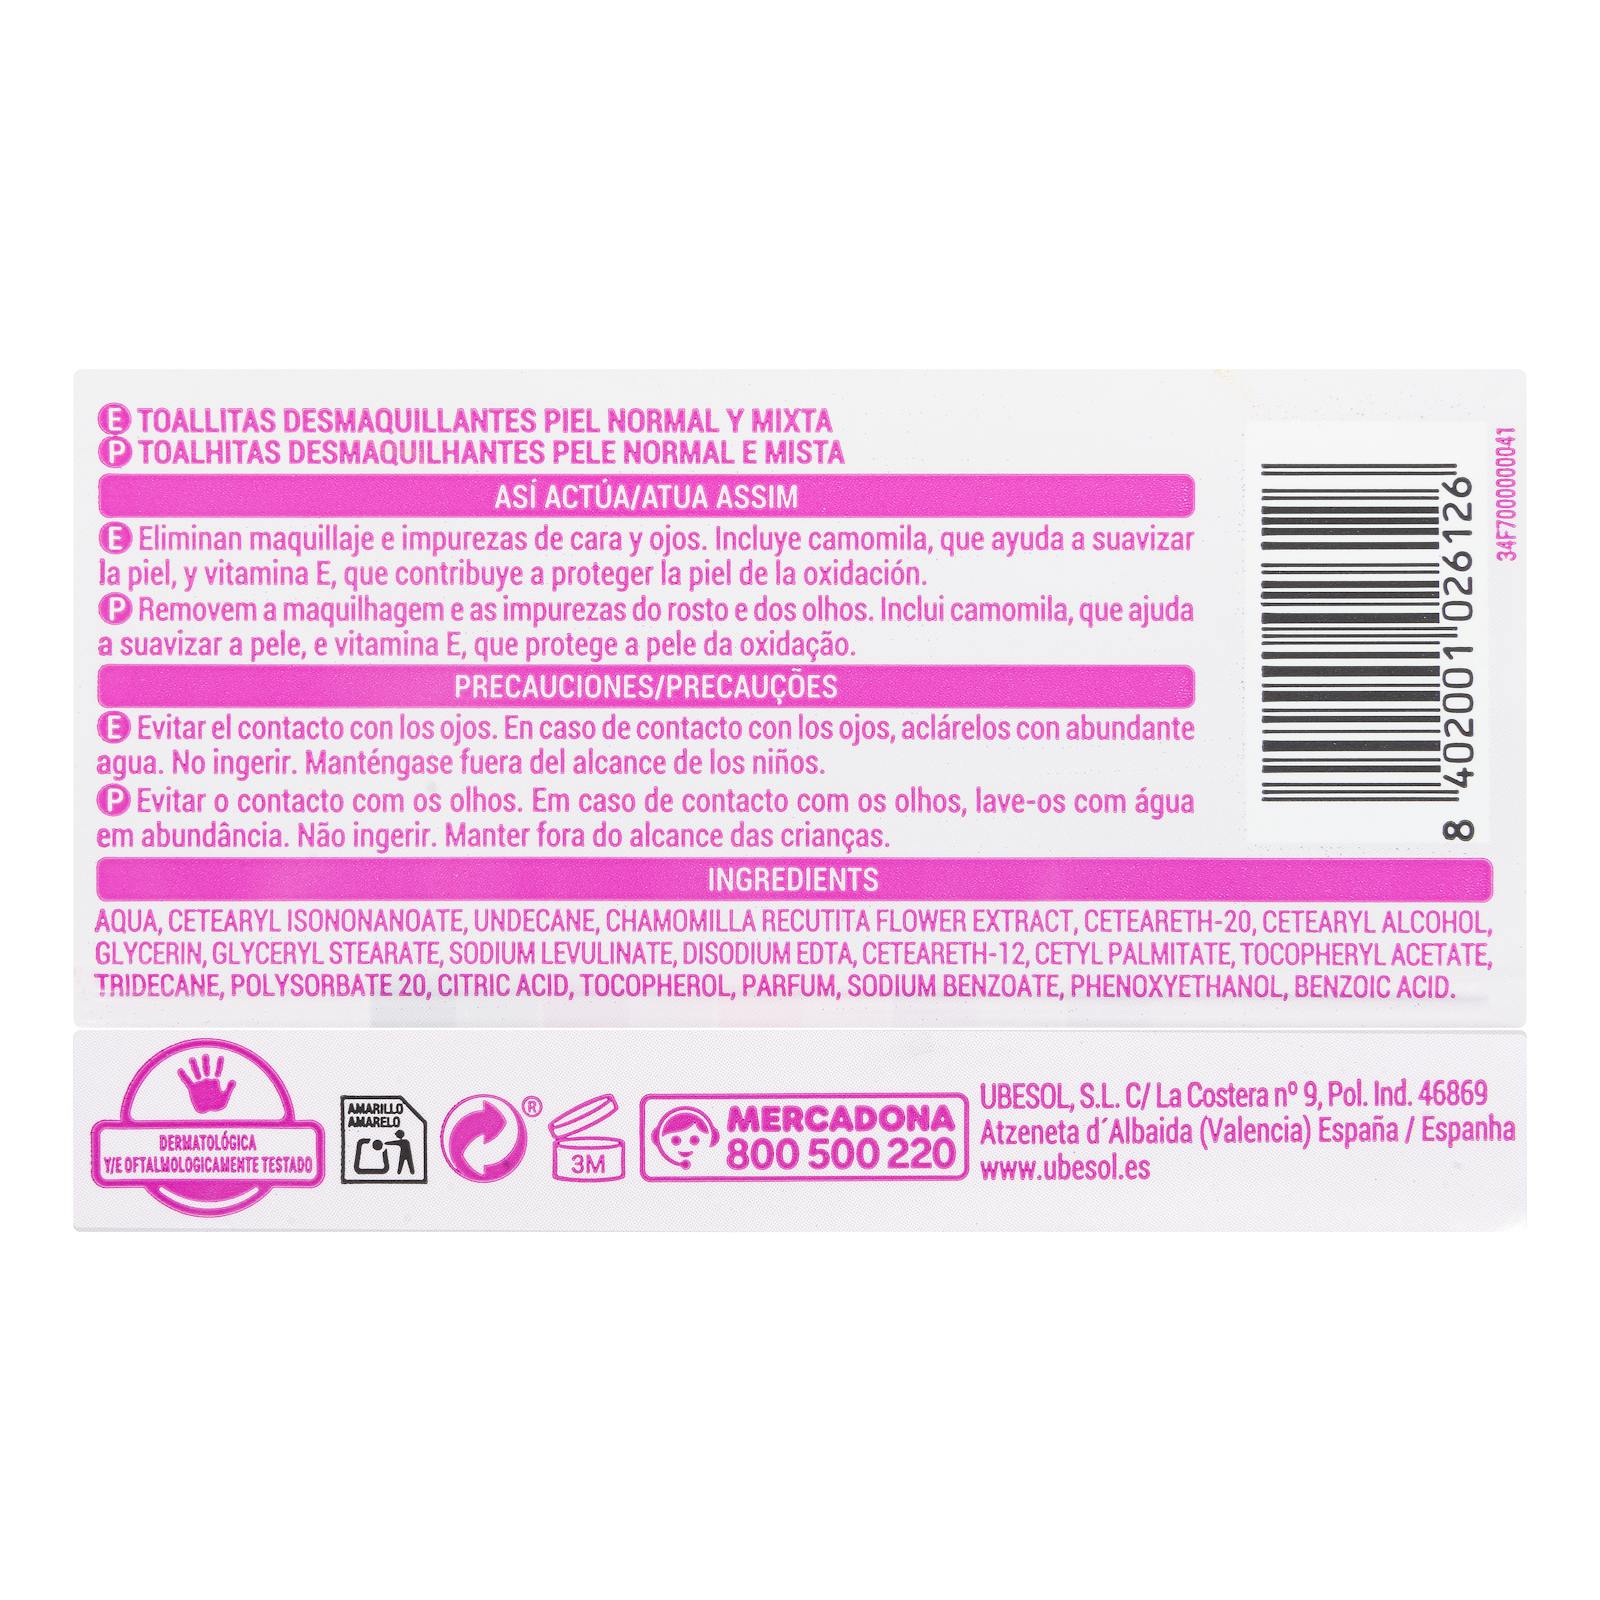 E TOALLITAS DESMAQUILLANTES PIEL NORMAL Y MIXTA
P TOALHITAS DESMAQUILHANTES PELE NORMAL E MISTA
ASÍ ACTÚA/ATUA ASSIM
E Eliminan maquillaje e impurezas de cara y ojos. Incluye camomila, que ayuda a suavizar
la piel, y vitamina E, que contribuye a proteger la piel de la oxidación.
P Removem a maquilhagem e as impurezas do rosto e dos olhos. Inclui camomila, que ajuda
a suavizar a pele, e vitamina E, que protege a pele da oxidação.
PRECAUCIONES/PRECAUÇÕES
E Evitar el contacto con los ojos. En caso de contacto con los ojos, aclárelos con abundante
agua. No ingerir. Manténgase fuera del alcance de los niños.
P Evitar o contacto com os olhos. Em caso de contacto com os olhos, lave-os com água
em abundância. Não ingerir. Manter fora do alcance das crianças.
INGREDIENTS
AQUA, CETEARYL ISONONANOATE, UNDECANE, CHAMOMILLA RECUTITA FLOWER EXTRACT, CETEARETH-20, CETEARYL ALCOHOL,
GLYCERIN, GLYCERYL STEARATE, SODIUM LEVULINATE, DISODIUM EDTA, CETEARETH-12, CETYL PALMITATE, TOCOPHERYL ACETATE,
TRIDECANE, POLYSORBATE 20, CITRIC ACID, TOCOPHEROL, PARFUM, SODIUM BENZOATE, PHENOXYETHANOL, BENZOIC ACID.
8 402001 026126
34F7000000041
DERMATOLÓGICA
Y/E OFTALMOLOGICAMENTE TESTADO
AMARILLO
AMARELO
®
3M
MERCADONA
800 500 220
UBESOL, S.L. C/ La Costera nº 9, Pol. Ind. 46869
Atzeneta d´Albaida (Valencia) España / Espanha
www.ubesol.es